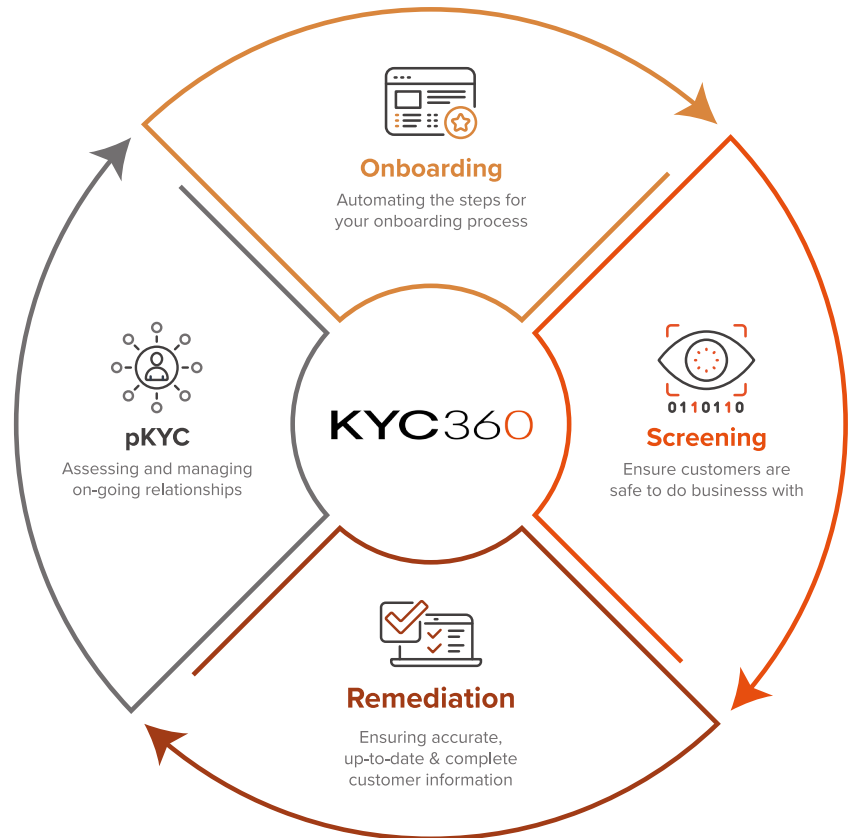 Onboarding
Automating the steps for
your onboarding process
pKYC
Assessing and managing
on-going relationships
KYC360
0110110
Screening
Ensure customers are
safe to do businesss with
Remediation
Ensuring accurate,
up-to-date & complete
customer information